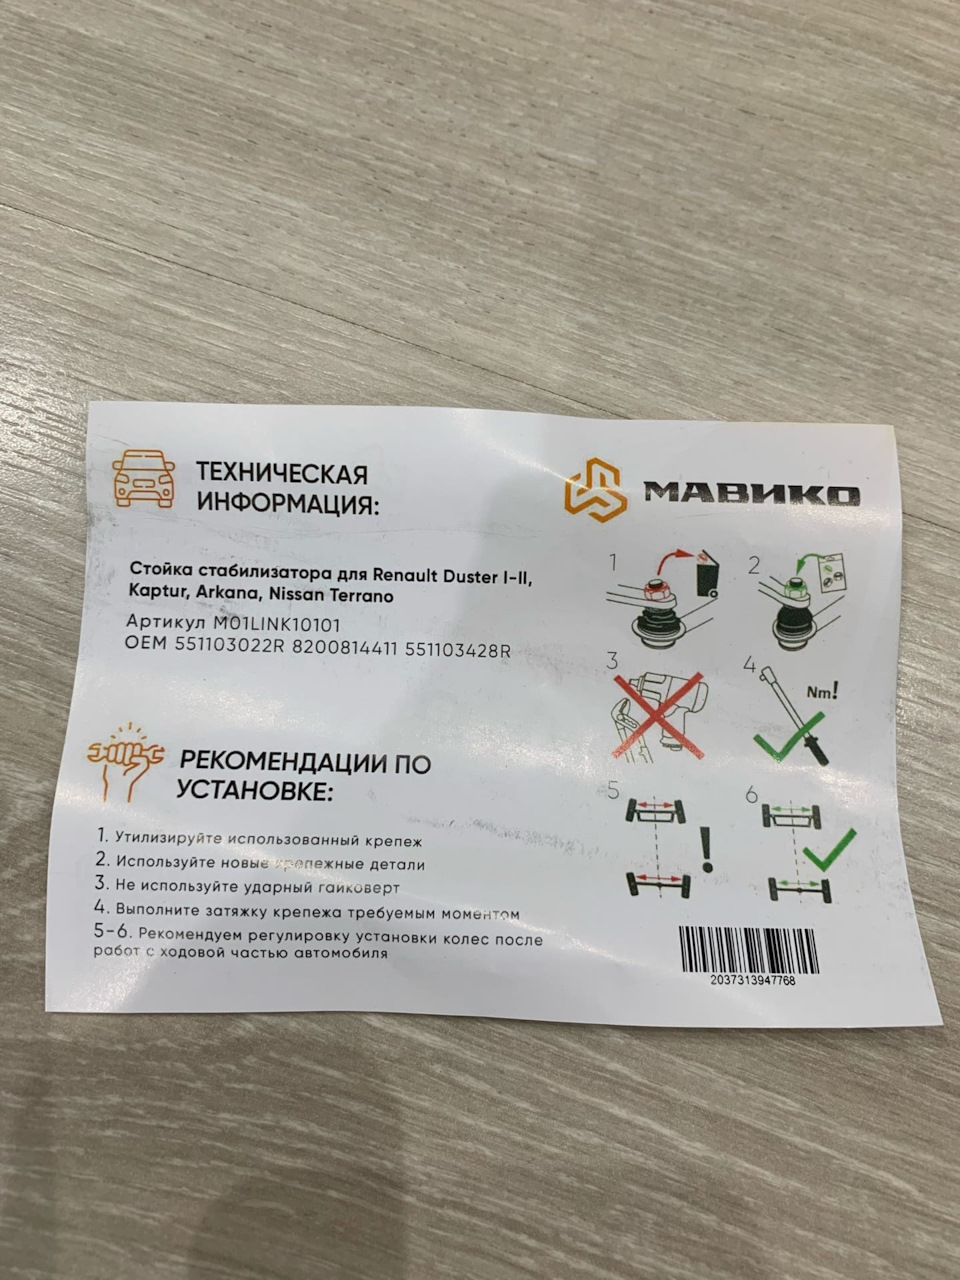 ТЕХНИЧЕСКАЯ
ИНФОРМАЦИЯ:
МАВИКО
Стойка стабилизатора для Renault Duster I-II,
Kaptur, Arkana, Nissan Terrano
Артикул M01LINK10101
OEM 551103022R 8200814411 551103428R
РЕКОМЕНДАЦИИ ПО
УСТАНОВКЕ:
1. Утилизируйте использованный крепеж
2. Используйте новые крепежные детали
3. Не используйте ударный гайковерт
4. Выполните затяжку крепежа требуемым моментом
5-6. Рекомендуем регулировку установки колес после
работ с ходовой частью автомобиля
1
2
3
4
Nm!
5
!
6
2037313947768